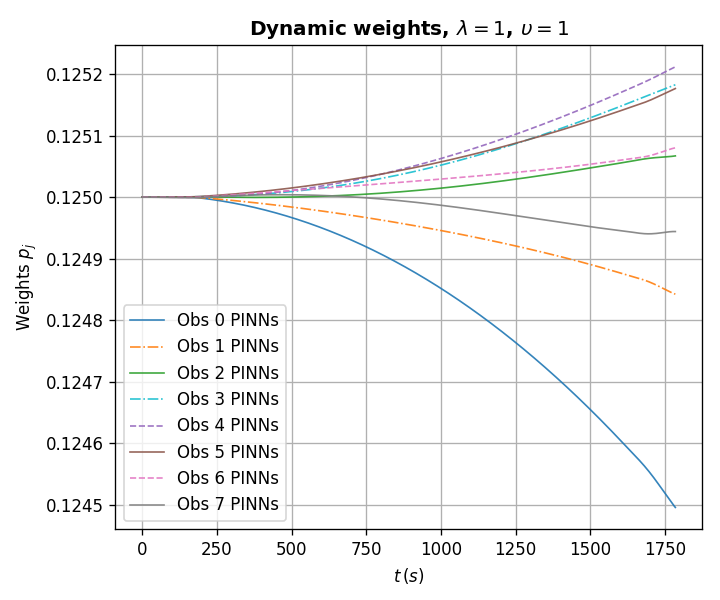 Dynamic weights, λ = 1, υ = 1
Weights p_j
0.1252
0.1251
0.1250
0.1249
0.1248
0.1247
0.1246
0.1245
Obs 0 PINNs
Obs 1 PINNs
Obs 2 PINNs
Obs 3 PINNs
Obs 4 PINNs
Obs 5 PINNs
Obs 6 PINNs
Obs 7 PINNs
0 250 500 750 1000 1250 1500 1750
t (s)